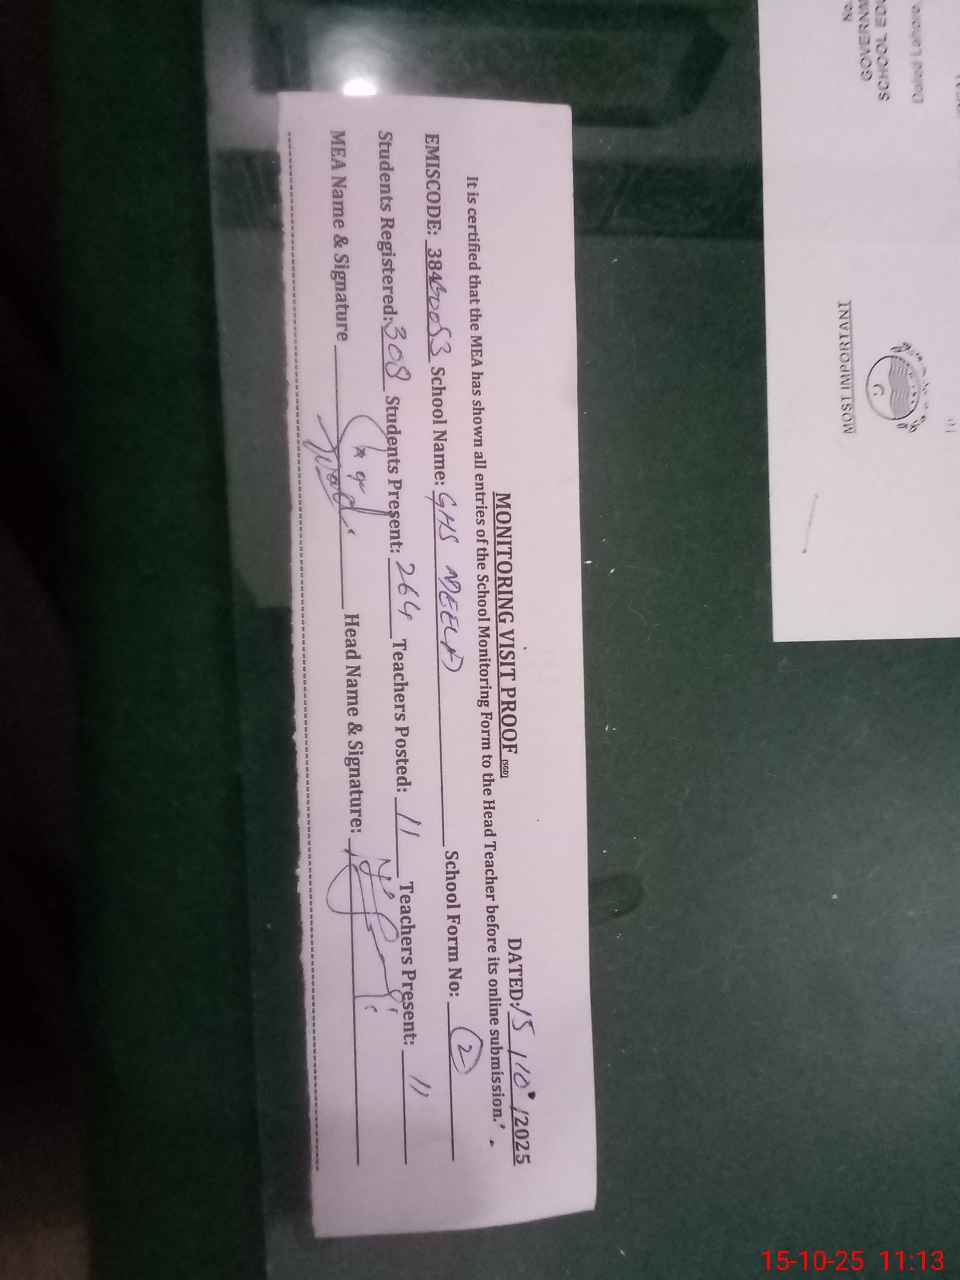 MONITORING VISIT PROOF
DATED: 15/10/2025
It is certified that the MEA has shown all entries of the School Monitoring Form to the Head Teacher before its online submission.
EMISCODE: School Name: GHS School Form No: 2
Students Registered: 308 Students Present: 264 Teachers Posted: 11 Teachers Present: 11
MEA Name & Signature Head Name & Signature:
MOST IMPORTANT
Dated Lahore
SCHOOL
15-10-25 11:13